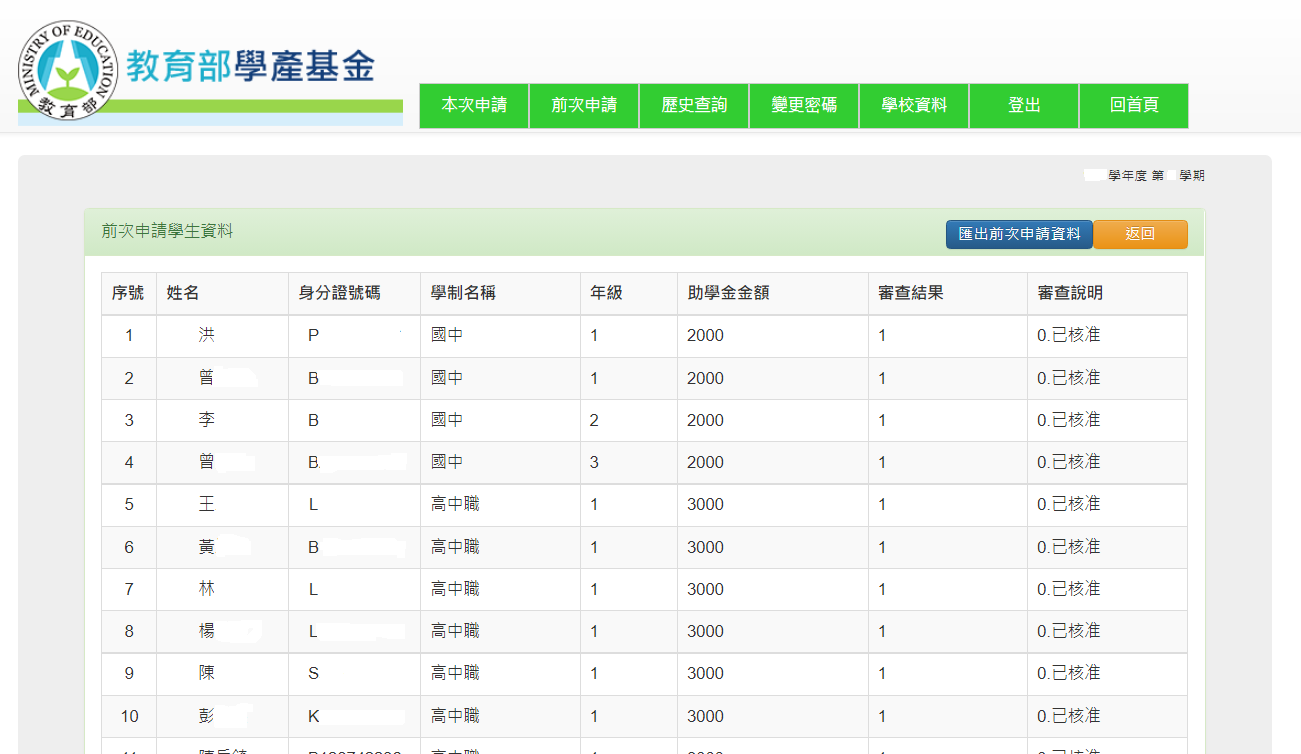 MINISTRY OF EDUCATION
教育部
教育部學產基金
本次申請 前次申請 歷史查詢 變更密碼 學校資料 登出 回首頁
學年度 第 學期
前次申請學生資料 匯出前次申請資料 返回
序號 姓名 身分證號碼 學制名稱 年級 助學金金額 審查結果 審查說明
1 洪 P 國中 1 2000 1 0.已核准
2 曾 B 國中 1 2000 1 0.已核准
3 李 B 國中 2 2000 1 0.已核准
4 曾 B 國中 3 2000 1 0.已核准
5 王 L 高中職 1 3000 1 0.已核准
6 黃 B 高中職 1 3000 1 0.已核准
7 林 L 高中職 1 3000 1 0.已核准
8 楊 L 高中職 1 3000 1 0.已核准
9 陳 S 高中職 1 3000 1 0.已核准
10 彭 K 高中職 1 3000 1 0.已核准